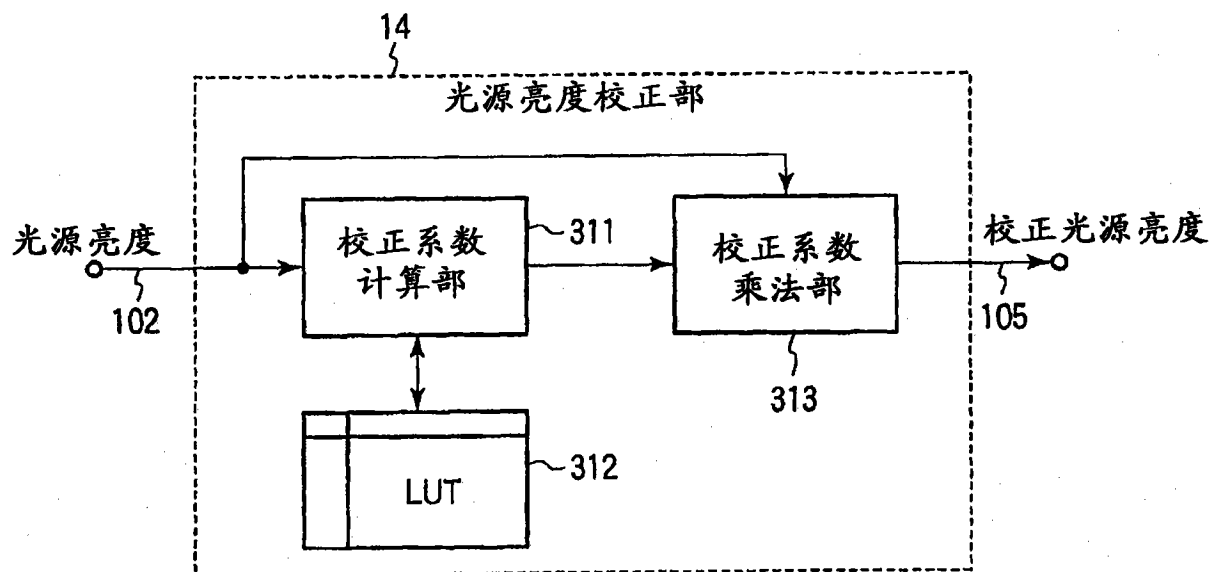 14
光源亮度校正部
光源亮度
102
校正系数
计算部
311
校正系数
乘法部
313
校正光源亮度
105
LUT
312